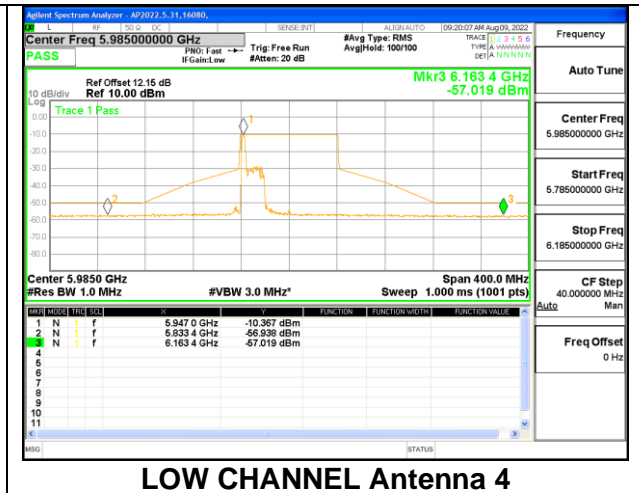 Agilent Spectrum Analyzer - AP2022.5.31,16080,
L RF 50 Ω DC SENSE:INT ALIGN AUTO 09:20:07 AM Aug 09, 2022
Center Freq 5.985000000 GHz #Avg Type: RMS TRACE 1 2 3 4 5 6
PASS PNO: Fast Trig: Free Run Avg|Hold: 100/100 TYPE A WWWWW
IFGain:Low #Atten: 20 dB DET A N N N N N
Frequency
Auto Tune
Center Freq
5.985000000 GHz
Start Freq
5.785000000 GHz
Stop Freq
6.185000000 GHz
CF Step
40.000000 MHz
Auto Man
Freq Offset
0 Hz
Ref Offset 12.15 dB Mkr3 6.163 4 GHz
10 dB/div Ref 10.00 dBm -57.019 dBm
Log
Trace 1 Pass
0.00
-10.0
-20.0
-30.0
-40.0
-50.0
-60.0
-70.0
-80.0
1
2
3
Center 5.9850 GHz Span 400.0 MHz
#Res BW 1.0 MHz #VBW 3.0 MHz* Sweep 1.000 ms (1001 pts)
MKR MODE TRC SCL X Y FUNCTION FUNCTION WIDTH FUNCTION VALUE
1 N 1 f 5.947 0 GHz -10.367 dBm
2 N 1 f 5.833 4 GHz -56.938 dBm
3 N 1 f 6.163 4 GHz -57.019 dBm
4
5
6
7
8
9
10
11
MSG STATUS
LOW CHANNEL Antenna 4